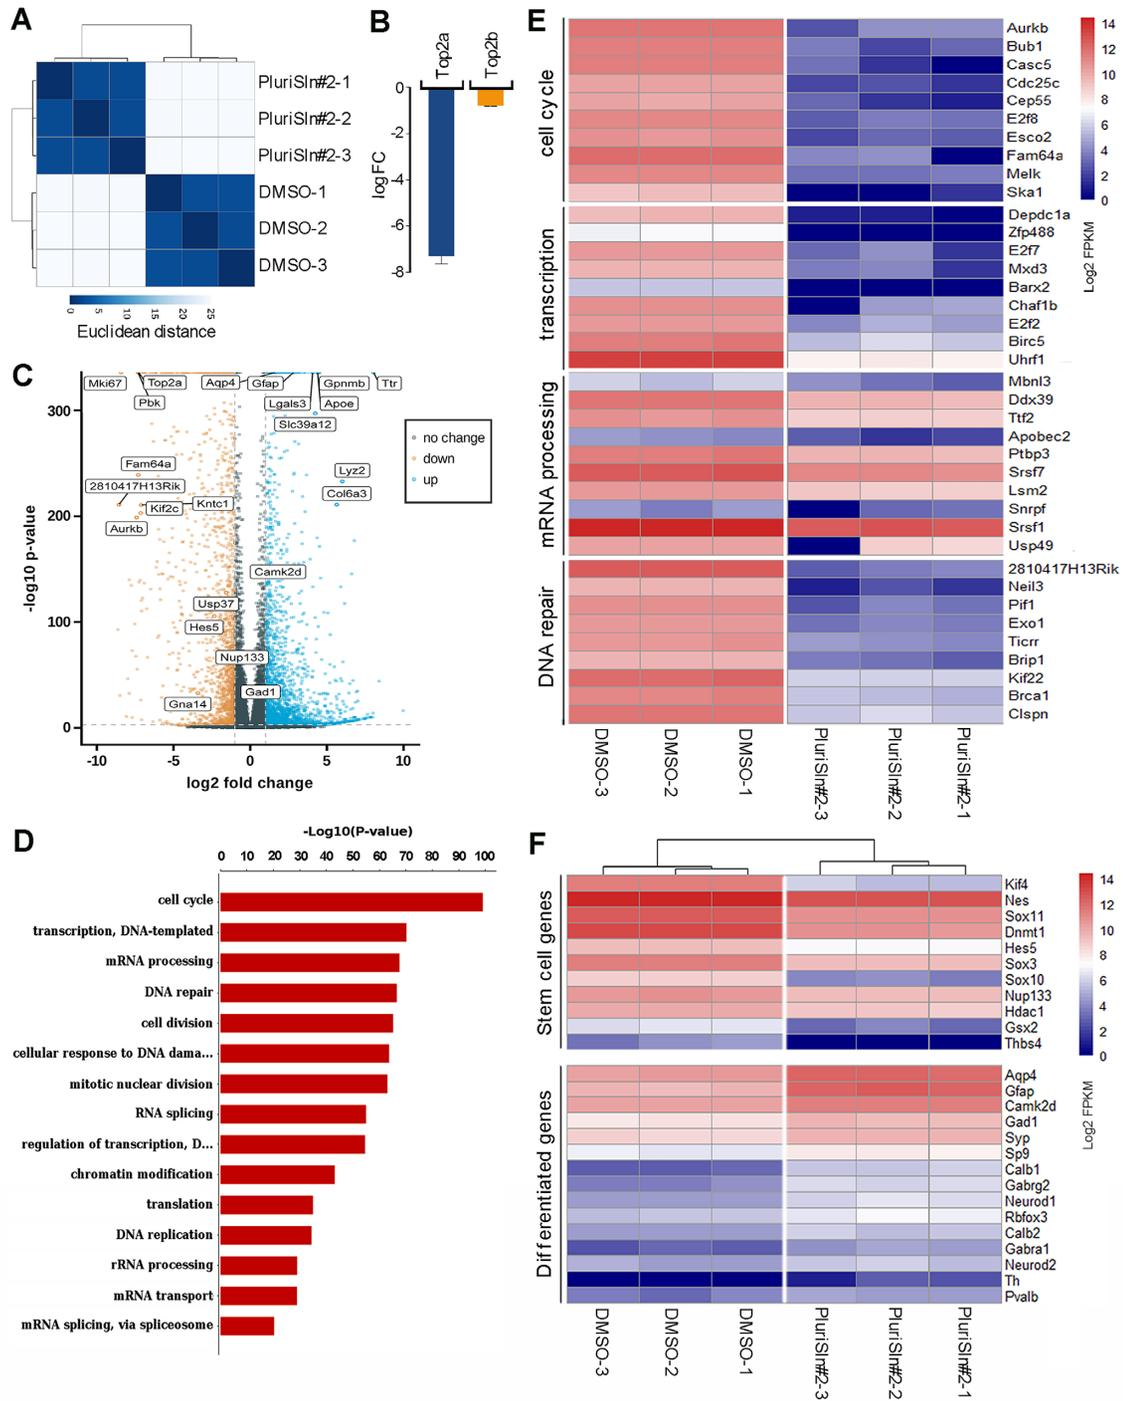 A
PluriSIn#2-1
PluriSIn#2-2
PluriSIn#2-3
DMSO-1
DMSO-2
DMSO-3
0 5 10 15 20 25
Euclidean distance
B
Top2a
Top2b
0
-2
-4
-6
-8
logFC
C
Mki67
Top2a
Aqp4
Gfap
Gpnmb
Ttr
Pbk
Lgals3
Apoe
Slc39a12
Fam64a
Lyz2
2810417H13Rik
Col6a3
Kif2c
Kntc1
Aurkb
Camk2d
Usp37
Hes5
Nup133
Gad1
Gna14
300
200
100
0
-log10 p-value
-10 -5 0 5 10
log2 fold change
no change
down
up
D
-Log10(P-value)
0 10 20 30 40 50 60 70 80 90 100
cell cycle
transcription, DNA-templated
mRNA processing
DNA repair
cell division
cellular response to DNA dama...
mitotic nuclear division
RNA splicing
regulation of transcription, D...
chromatin modification
translation
DNA replication
rRNA processing
mRNA transport
mRNA splicing, via spliceosome
E
cell cycle
Aurkb
Bub1
Casc5
Cdc25c
Cep55
E2f8
Esco2
Fam64a
Melk
Ska1
transcription
Depdc1a
Zfp488
E2f7
Mxd3
Barx2
Chaf1b
E2f2
Birc5
Uhrf1
mRNA processing
Mbnl3
Ddx39
Ttf2
Apobec2
Ptbp3
Srsf7
Lsm2
Snrpf
Srsf1
Usp49
DNA repair
2810417H13Rik
Neil3
Pif1
Exo1
Ticrr
Brip1
Kif22
Brca1
Clspn
DMSO-3
DMSO-2
DMSO-1
PluriSIn#2-3
PluriSIn#2-2
PluriSIn#2-1
14
12
10
8
6
4
2
0
Log2 FPKM
F
Stem cell genes
Kif4
Nes
Sox11
Dnmt1
Hes5
Sox3
Sox10
Nup133
Hdac1
Gsx2
Thbs4
Differentiated genes
Aqp4
Gfap
Camk2d
Gad1
Syp
Sp9
Calb1
Gabrg2
Neurod1
Rbfox3
Calb2
Gabra1
Neurod2
Th
Pvalb
DMSO-3
DMSO-2
DMSO-1
PluriSIn#2-3
PluriSIn#2-2
PluriSIn#2-1
14
12
10
8
6
4
2
0
Log2 FPKM